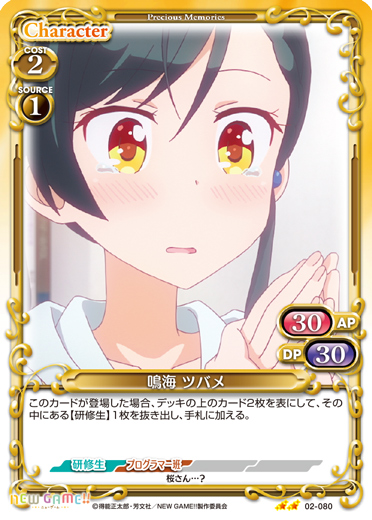 Precious Memories
Character
COST
2
SOURCE
1
30 AP
DP 30
鳴海 ツバメ
このカードが登場した場合、デッキの上のカード2枚を表にして、その
中にある【研修生】1枚を抜き出し、手札に加える。
研修生 プログラマー班
NEW GAME!!
桜さん…?
02-080
©得能正太郎・芳文社/NEW GAME!!製作委員会